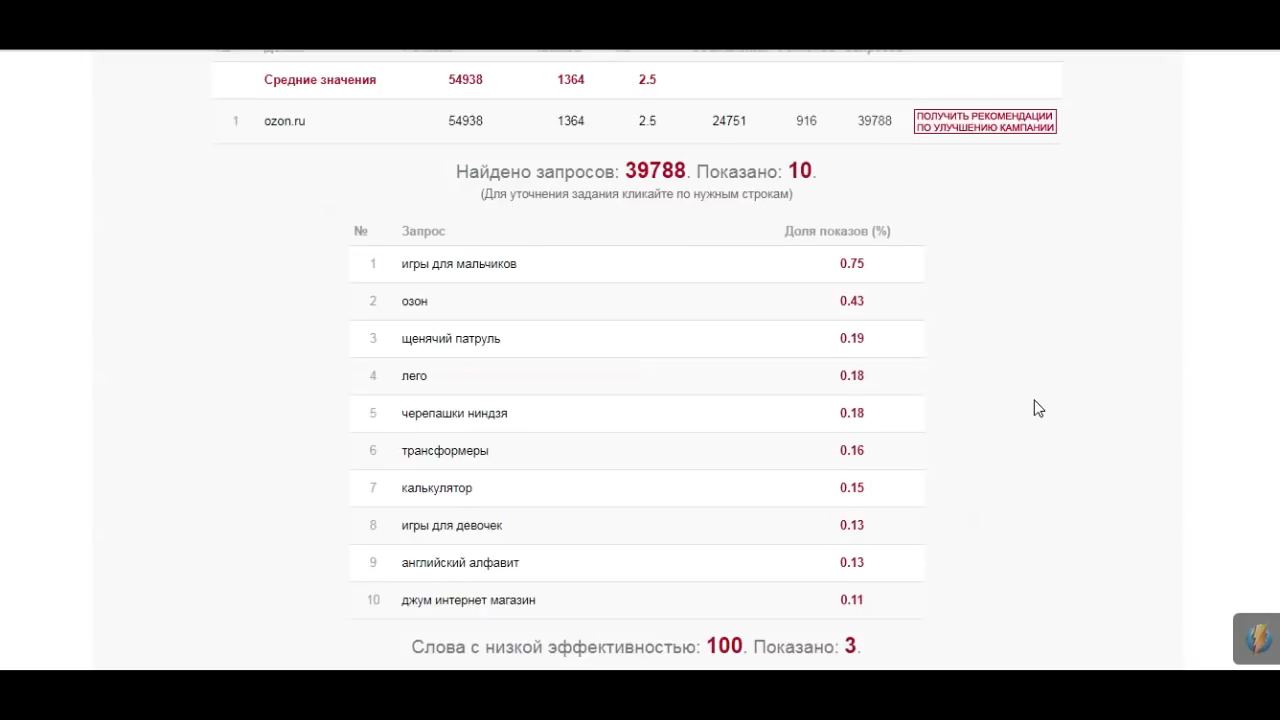 Средние значения 54938 1364 2.5
1 ozon.ru 54938 1364 2.5 24751 916 39788 ПОЛУЧИТЬ РЕКОМЕНДАЦИИ
ПО УЛУЧШЕНИЮ КАМПАНИИ
Найдено запросов: 39788. Показано: 10.
(Для уточнения задания кликайте по нужным строкам)
№ Запрос Доля показов (%)
1 игры для мальчиков 0.75
2 озон 0.43
3 щенячий патруль 0.19
4 лего 0.18
5 черепашки ниндзя 0.18
6 трансформеры 0.16
7 калькулятор 0.15
8 игры для девочек 0.13
9 английский алфавит 0.13
10 джум интернет магазин 0.11
Слова с низкой эффективностью: 100. Показано: 3.